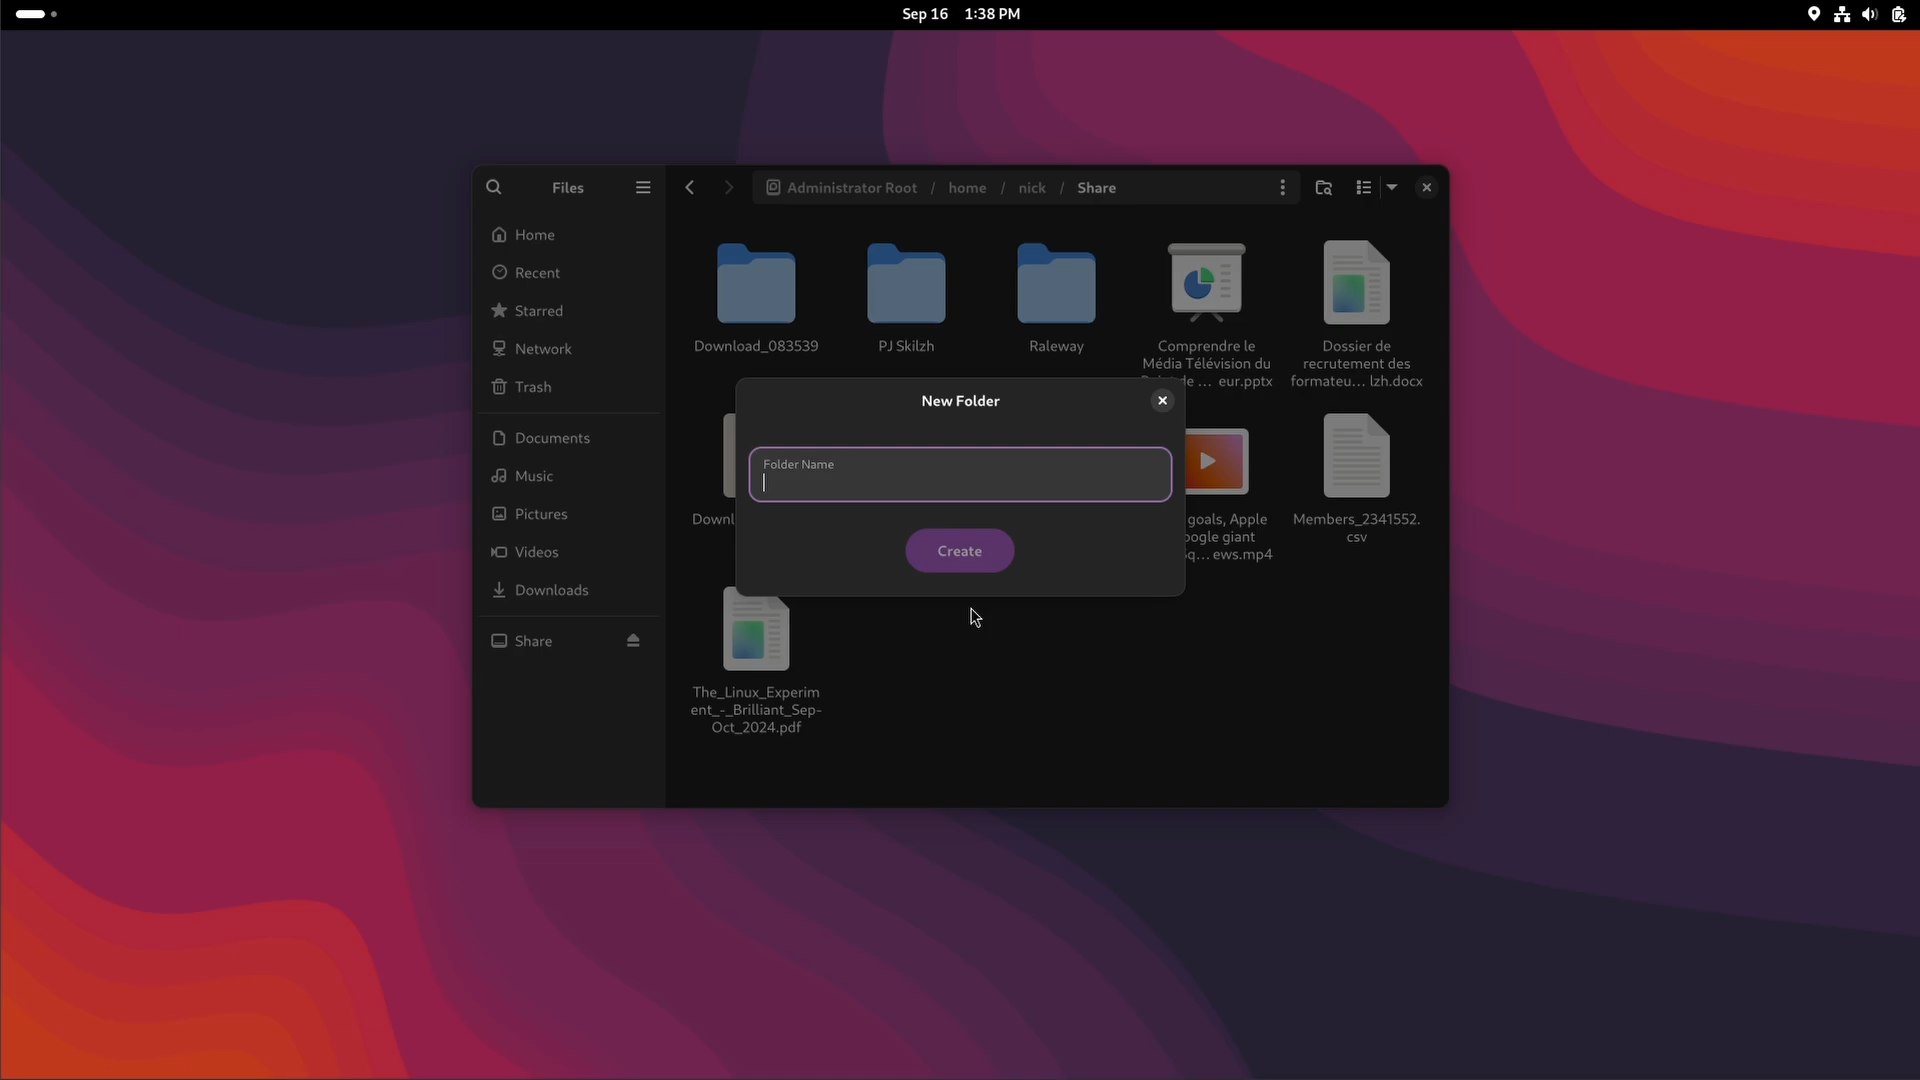 Sep 16 1:38 PM
Files
Administrator Root / home / nick / Share
Home
Recent
Starred
Network
Trash
Documents
Music
Pictures
Videos
Downloads
Share
Download_083539
PJ Skilzh
Raleway
Comprendre le
Média Télévision du
de ... eur.pptx
Dossier de
recrutement des
formateu... lzh.docx
New Folder
Folder Name
Create
Downl
goals, Apple
ogle giant
q... ews.mp4
Members_2341552.
csv
The_Linux_Experim
ent_-_Brilliant_Sep-
Oct_2024.pdf